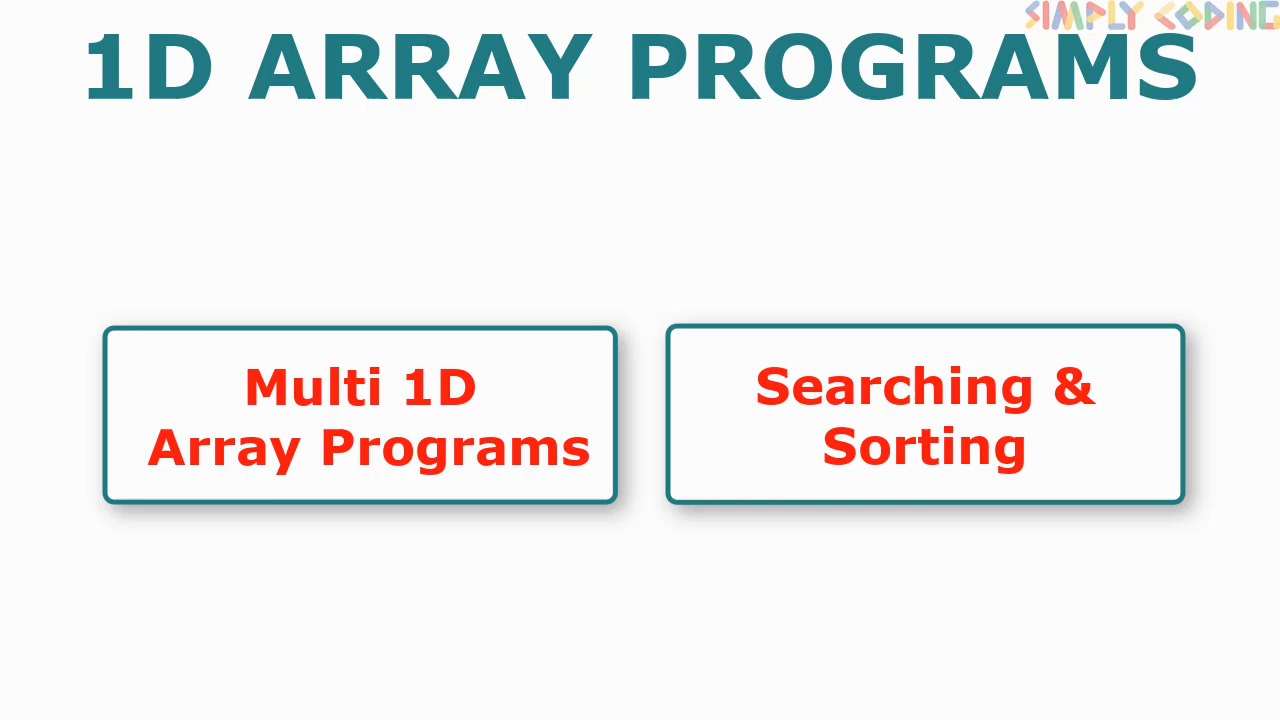 SIMPLY CODING
1D ARRAY PROGRAMS
Multi 1D
Array Programs
Searching &
Sorting